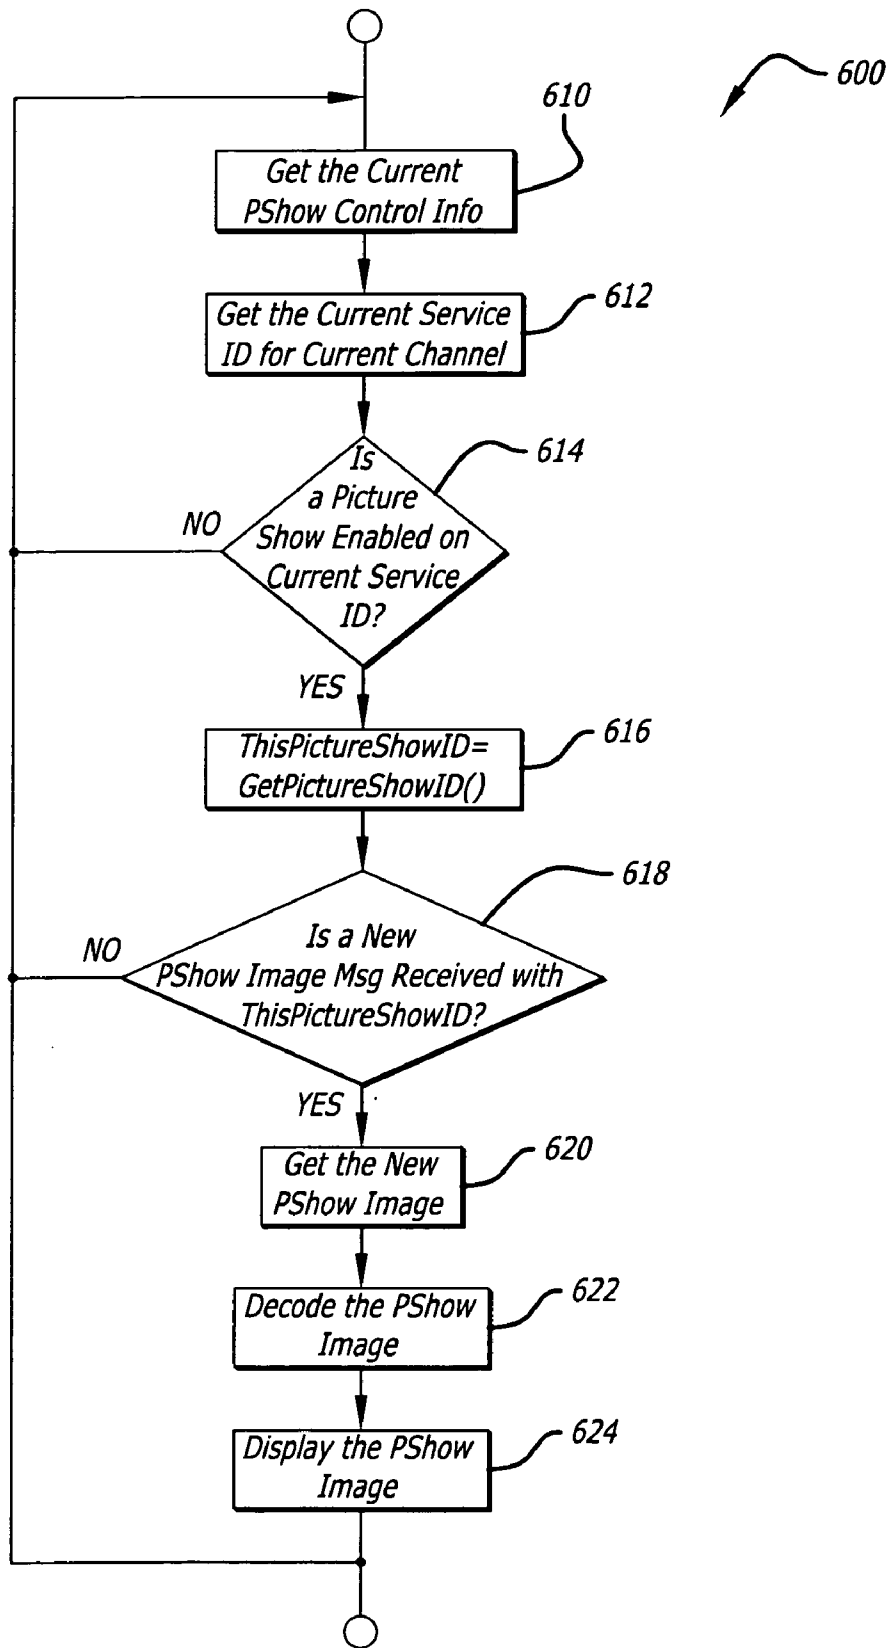 600
610
Get the Current
PShow Control Info
612
Get the Current Service
ID for Current Channel
614
Is
a Picture
Show Enabled on
Current Service
ID?
NO
YES
616
ThisPictureShowID=
GetPictureShowID()
618
Is a New
PShow Image Msg Received with
ThisPictureShowID?
NO
YES
620
Get the New
PShow Image
622
Decode the PShow
Image
624
Display the PShow
Image